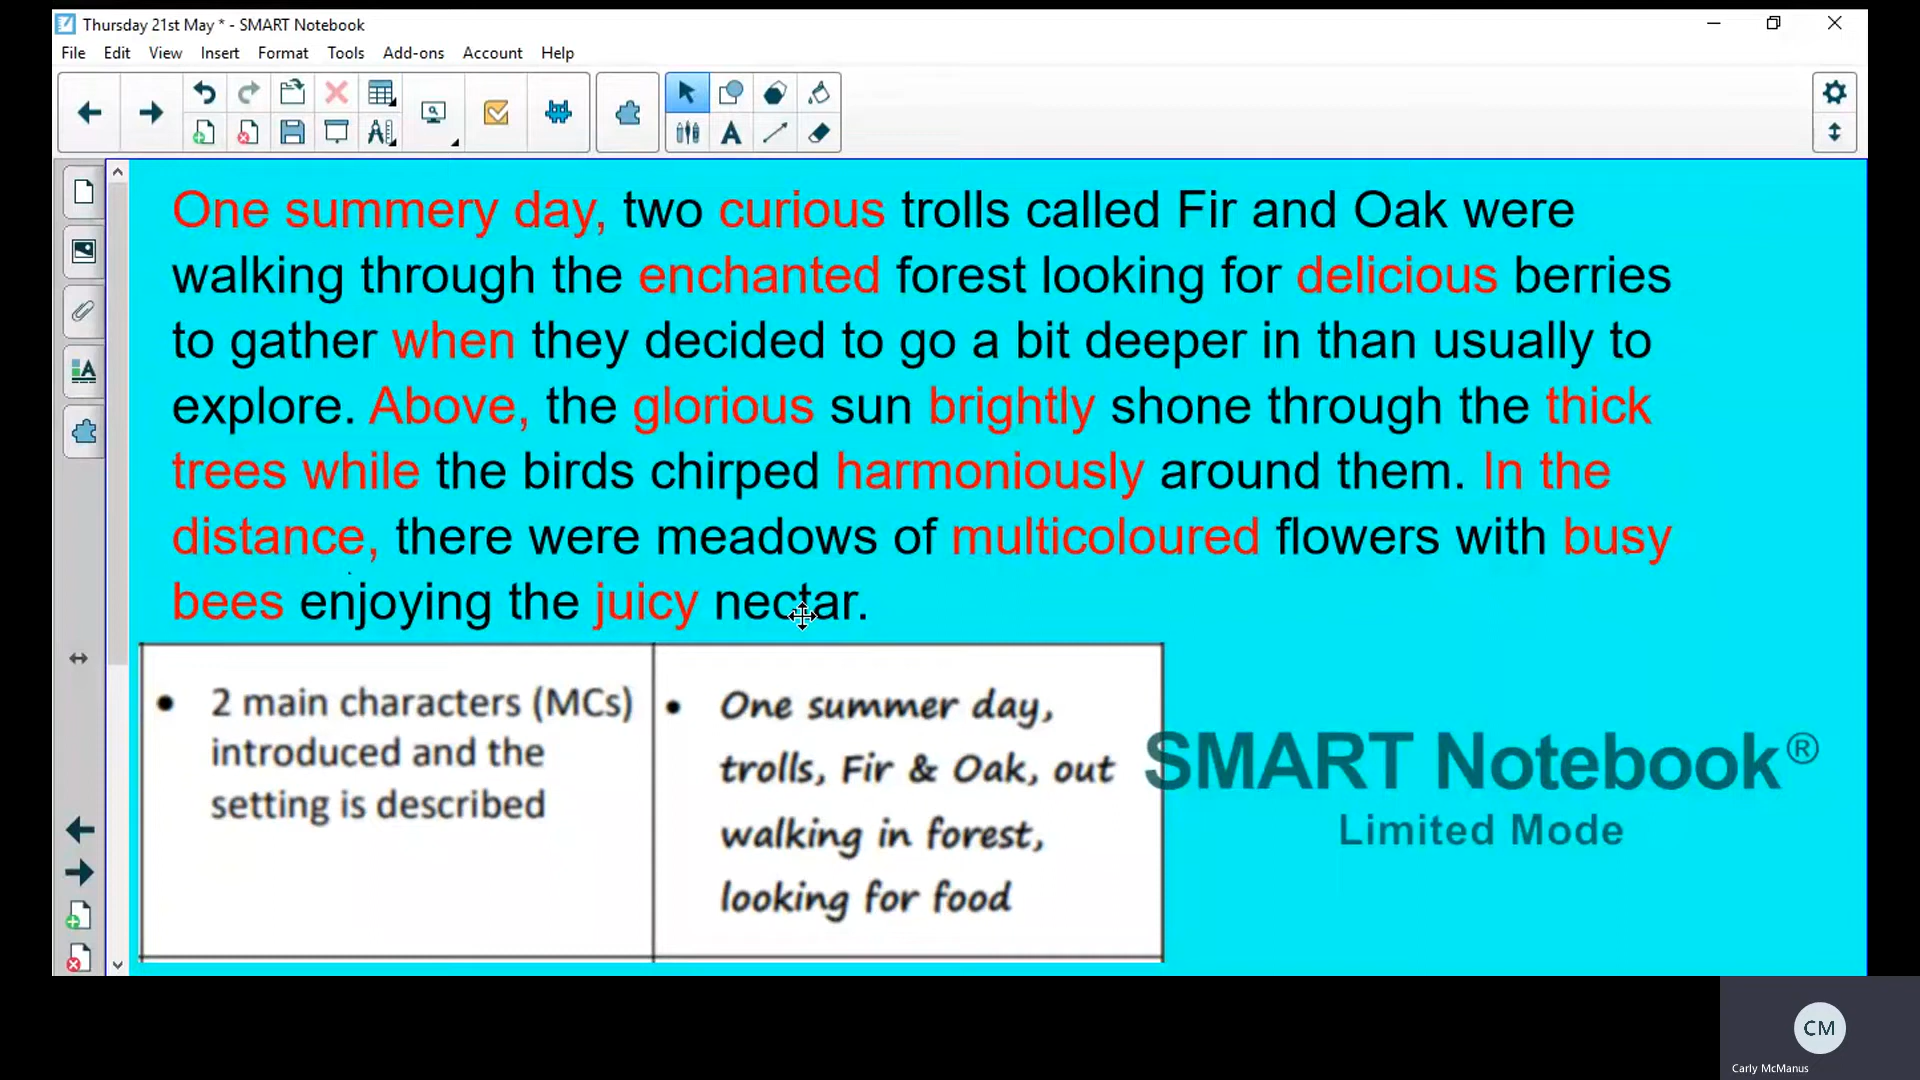 Thursday 21st May * - SMART Notebook
File Edit View Insert Format Tools Add-ons Account Help
One summery day, two curious trolls called Fir and Oak were
walking through the enchanted forest looking for delicious berries
to gather when they decided to go a bit deeper in than usually to
explore. Above, the glorious sun brightly shone through the thick
trees while the birds chirped harmoniously around them. In the
distance, there were meadows of multicoloured flowers with busy
bees enjoying the juicy nectar.
• 2 main characters (MCs)
introduced and the
setting is described
• One summer day,
trolls, Fir & Oak, out
walking in forest,
looking for food
SMART Notebook®
Limited Mode
CM
Carly McManus